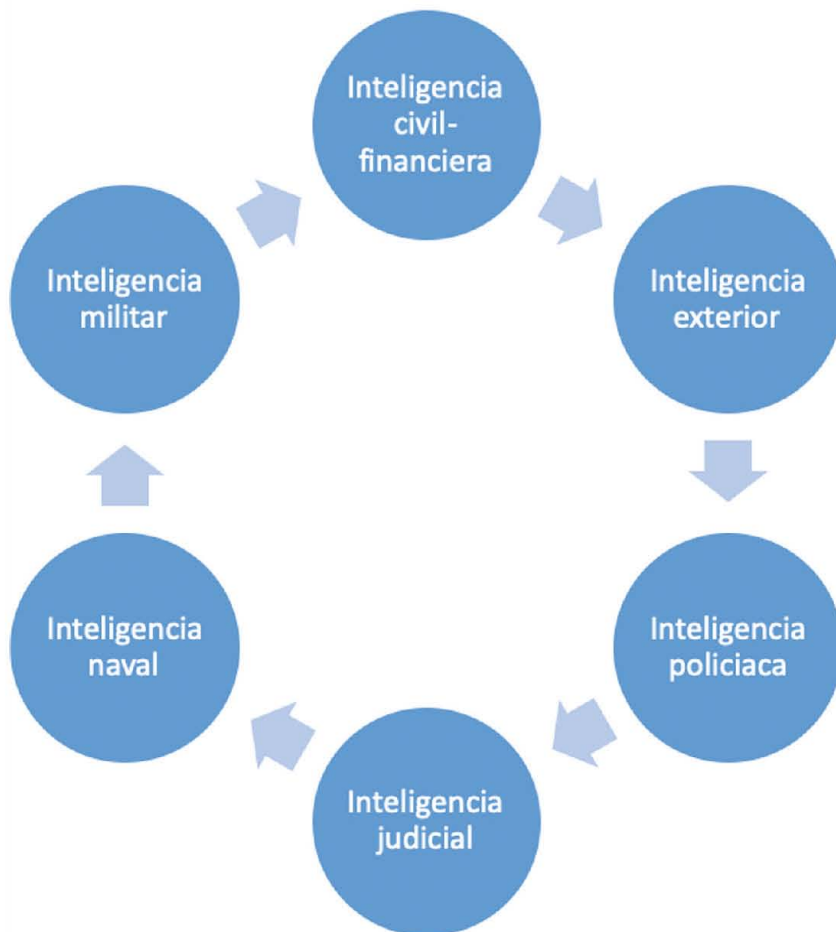 Inteligencia
civil-
financiera
Inteligencia
exterior
Inteligencia
policiaca
Inteligencia
judicial
Inteligencia
naval
Inteligencia
militar